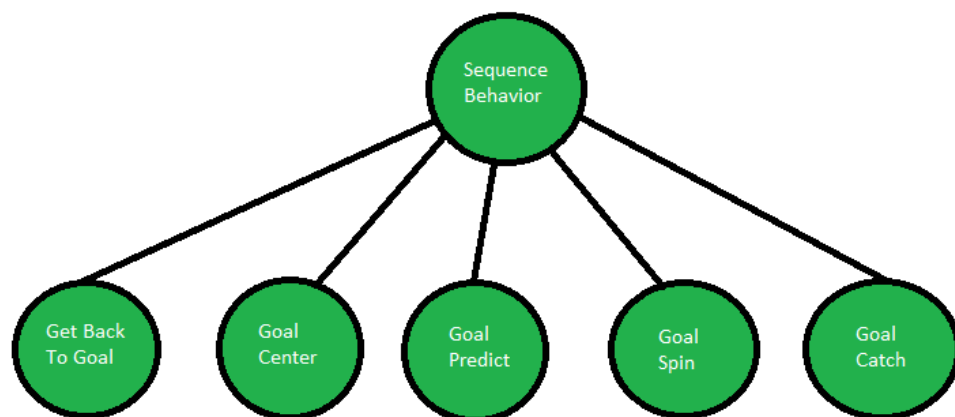 Sequence
Behavior
Get Back
To Goal
Goal
Center
Goal
Predict
Goal
Spin
Goal
Catch